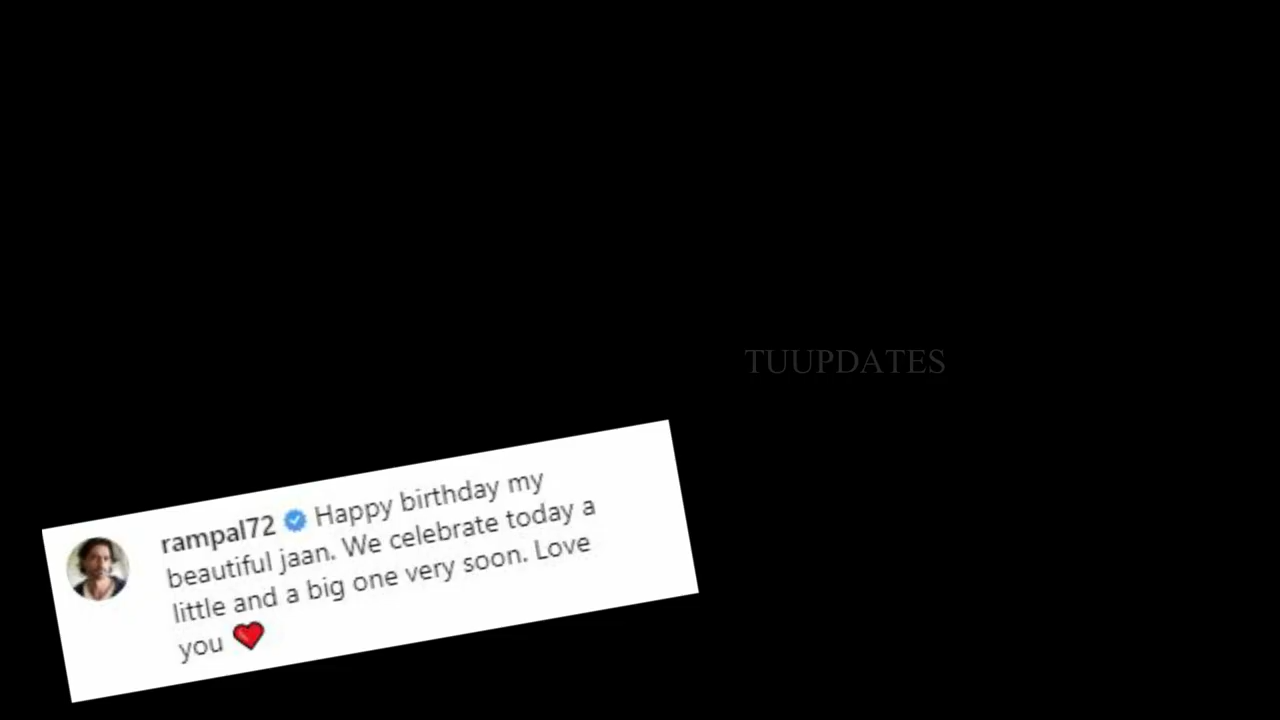 TUUPDATES
rampal72 Happy birthday my
beautiful jaan. We celebrate today a
little and a big one very soon. Love
you ❤️